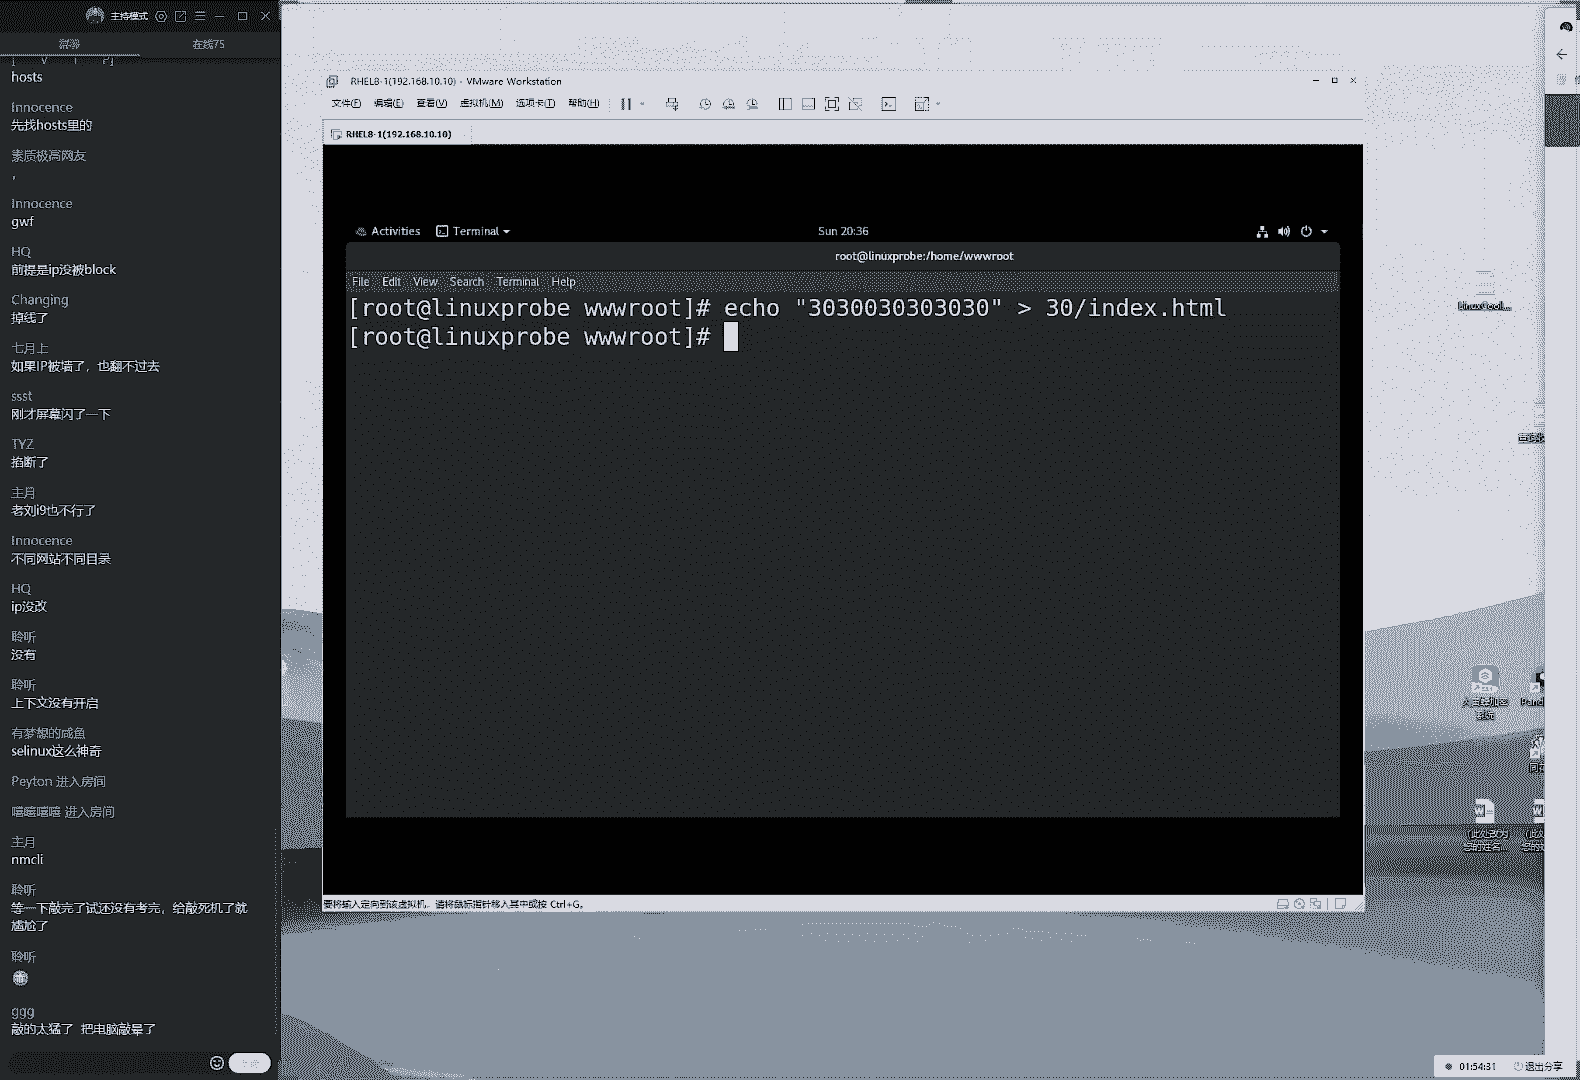 主持模式
在线75
hosts
Innocence
先找hosts里的
素质极高网友
，
Innocence
gwf
HQ
前提是ip没被block
Changing
掉线了
七月上
如果IP被墙了，也翻不过去
ssst
刚才屏幕闪了一下
TYZ
掐断了
主月
老刘i9也不行了
Innocence
不同网站不同目录
HQ
ip没改
聆听
没有
聆听
上下文没有开启
有梦想的咸鱼
selinux这么神奇
Peyton 进入房间
嘻嘻嘻嘻 进入房间
主月
nmcli
聆听
等一下敲完了试还没有考完，给敲死机了就
尴尬了
聆听
ggg
敲的太猛了 把电脑敲晕了
RHEL8-1(192.168.10.10) - VMware Workstation
文件(F) 编辑(E) 查看(V) 虚拟机(M) 选项卡(T) 帮助(H)
RHEL8-1(192.168.10.10)
Activities Terminal Sun 20:36
root@linuxprobe:/home/wwwroot
File Edit View Search Terminal Help
[root@linuxprobe wwwroot]# echo "3030030303030" > 30/index.html
[root@linuxprobe wwwroot]#
要将输入定向到该虚拟机，请将鼠标指针移入其中或按 Ctrl+G。
(此处改为
您的姓名...
01:54:31 退出分享